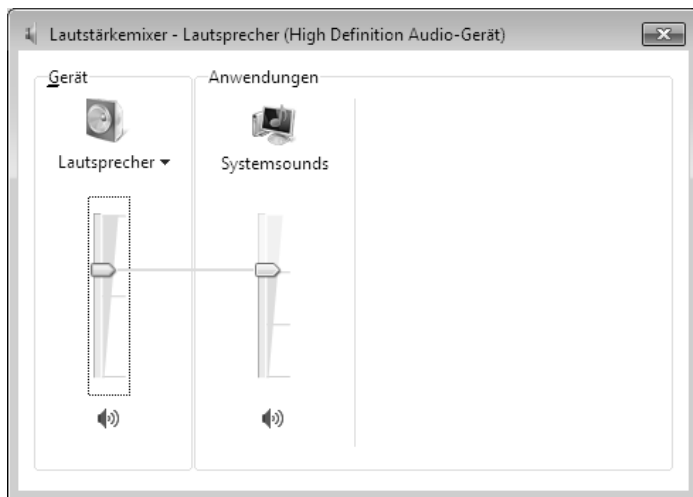 Lautstärkemixer - Lautsprecher (High Definition Audio-Gerät)
Gerät
Anwendungen
Lautsprecher
Systemsounds